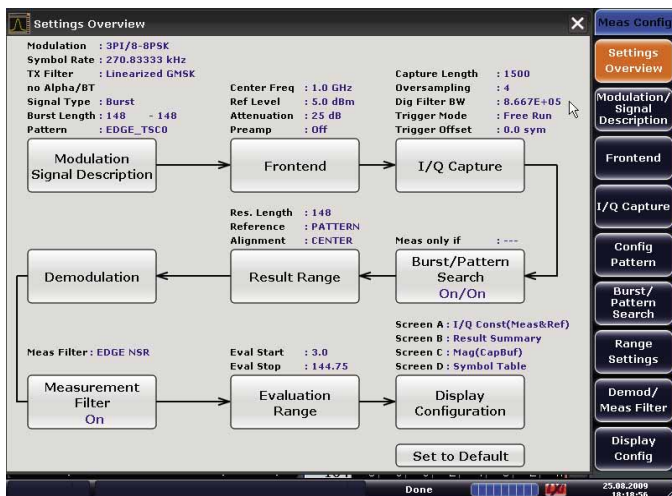 Settings Overview
Meas Config
Modulation : 3PI/8-8PSK
Symbol Rate : 270.83333 kHz
TX Filter : Linearized GMSK
no Alpha/BT
Signal Type : Burst
Burst Length : 148 - 148
Pattern : EDGE_TSC0
Center Freq : 1.0 GHz
Ref Level : 5.0 dBm
Attenuation : 25 dB
Preamp : Off
Capture Length : 1500
Oversampling : 4
Dig Filter BW : 8.667E+05
Trigger Mode : Free Run
Trigger Offset : 0.0 sym
Modulation
Signal Description
Frontend
I/Q Capture
Res. Length : 148
Reference : PATTERN
Alignment : CENTER
Meas only if : ---
Demodulation
Result Range
Burst/Pattern
Search
On/On
Meas Filter : EDGE NSR
Eval Start : 3.0
Eval Stop : 144.75
Screen A : I/Q Const(Meas&Ref)
Screen B : Result Summary
Screen C : Mag(CapBuf)
Screen D : Symbol Table
Measurement
Filter
On
Evaluation
Range
Display
Configuration
Set to Default
Settings
Overview
Modulation/
Signal
Description
Frontend
I/Q Capture
Config
Pattern
Burst/
Pattern
Search
Range
Settings
Demod/
Meas Filter
Display
Config
Done
25.08.2009
18:18:56